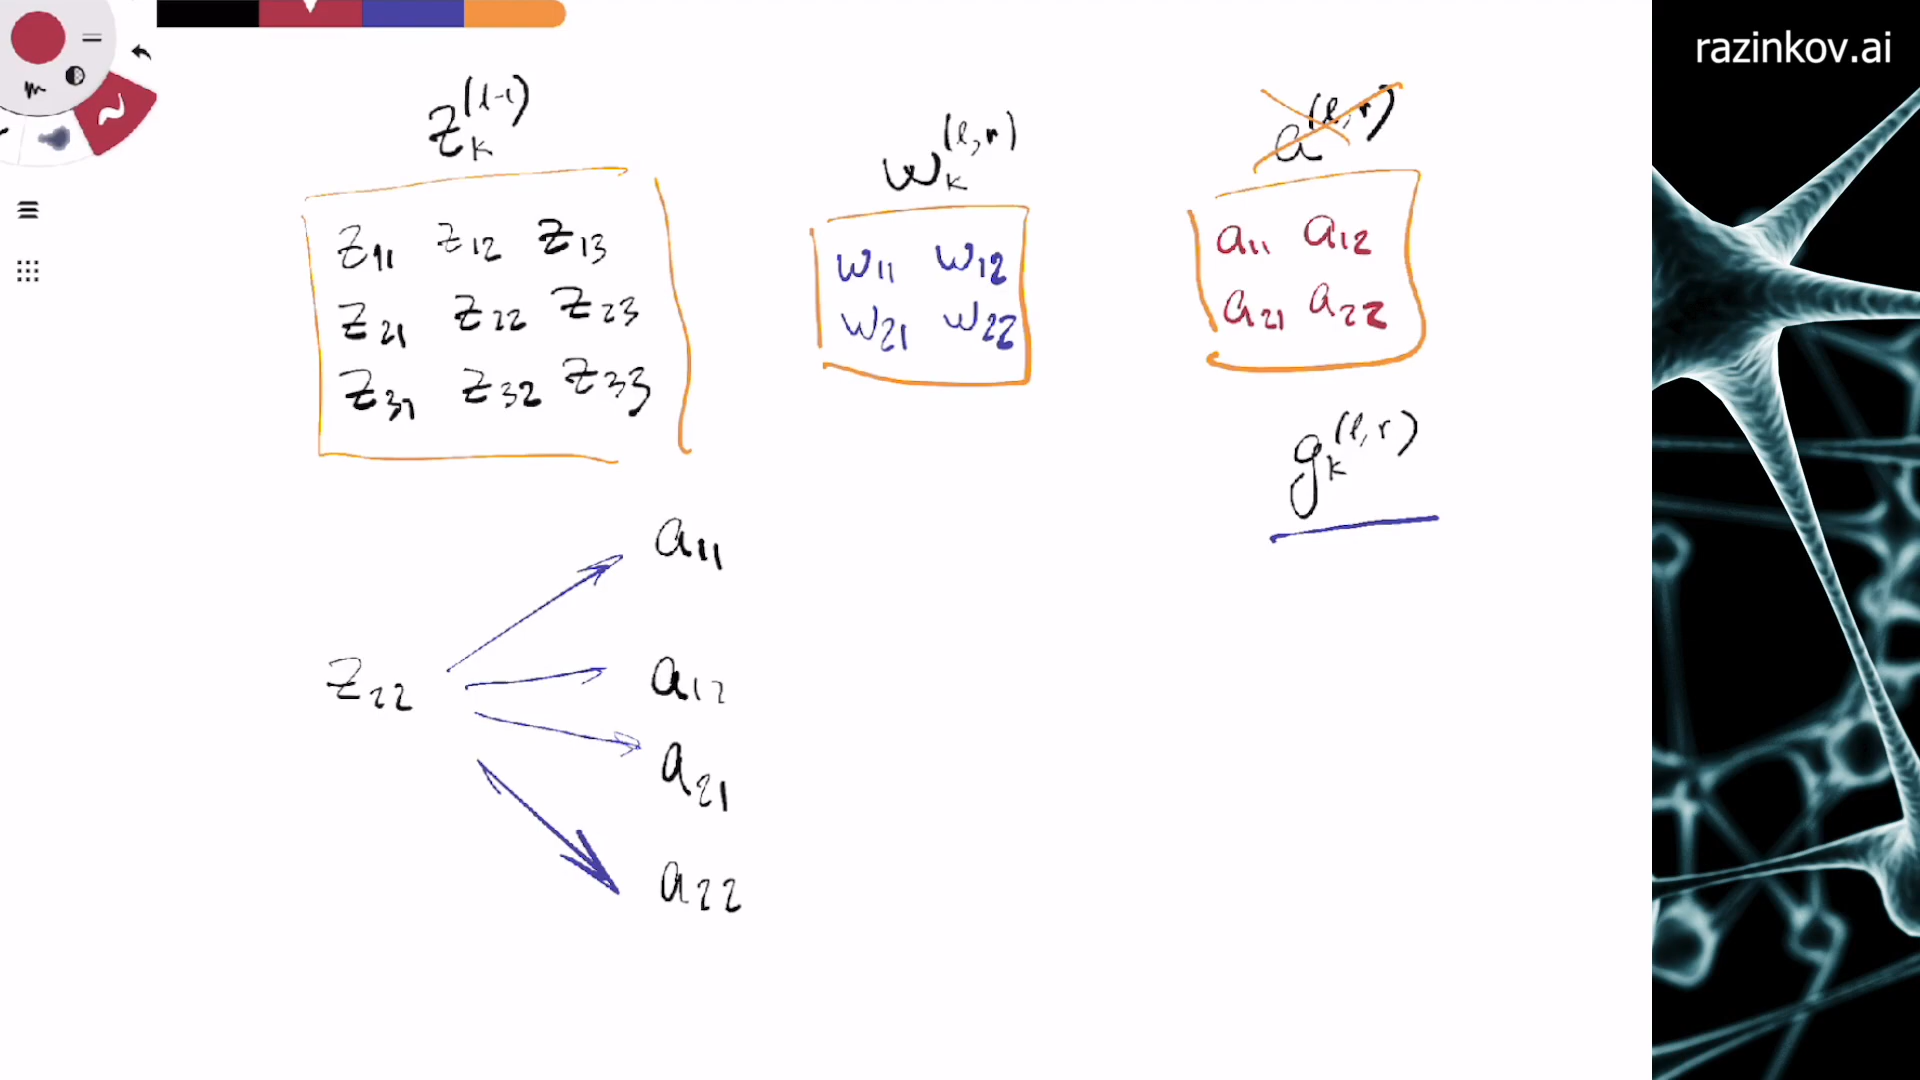 razinkov.ai
z_k^(l-1)
w_k^(l,r)
a^(l,r)
z11 z12 z13
z21 z22 z23
z31 z32 z33
w11 w12
w21 w22
a11 a12
a21 a22
g_k^(l,r)
a11
z22
a12
a21
a22